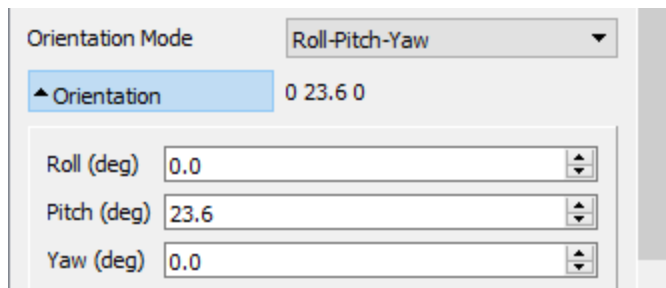 Orientation Mode Roll-Pitch-Yaw
Orientation 0 23.6 0
Roll (deg) 0.0
Pitch (deg) 23.6
Yaw (deg) 0.0